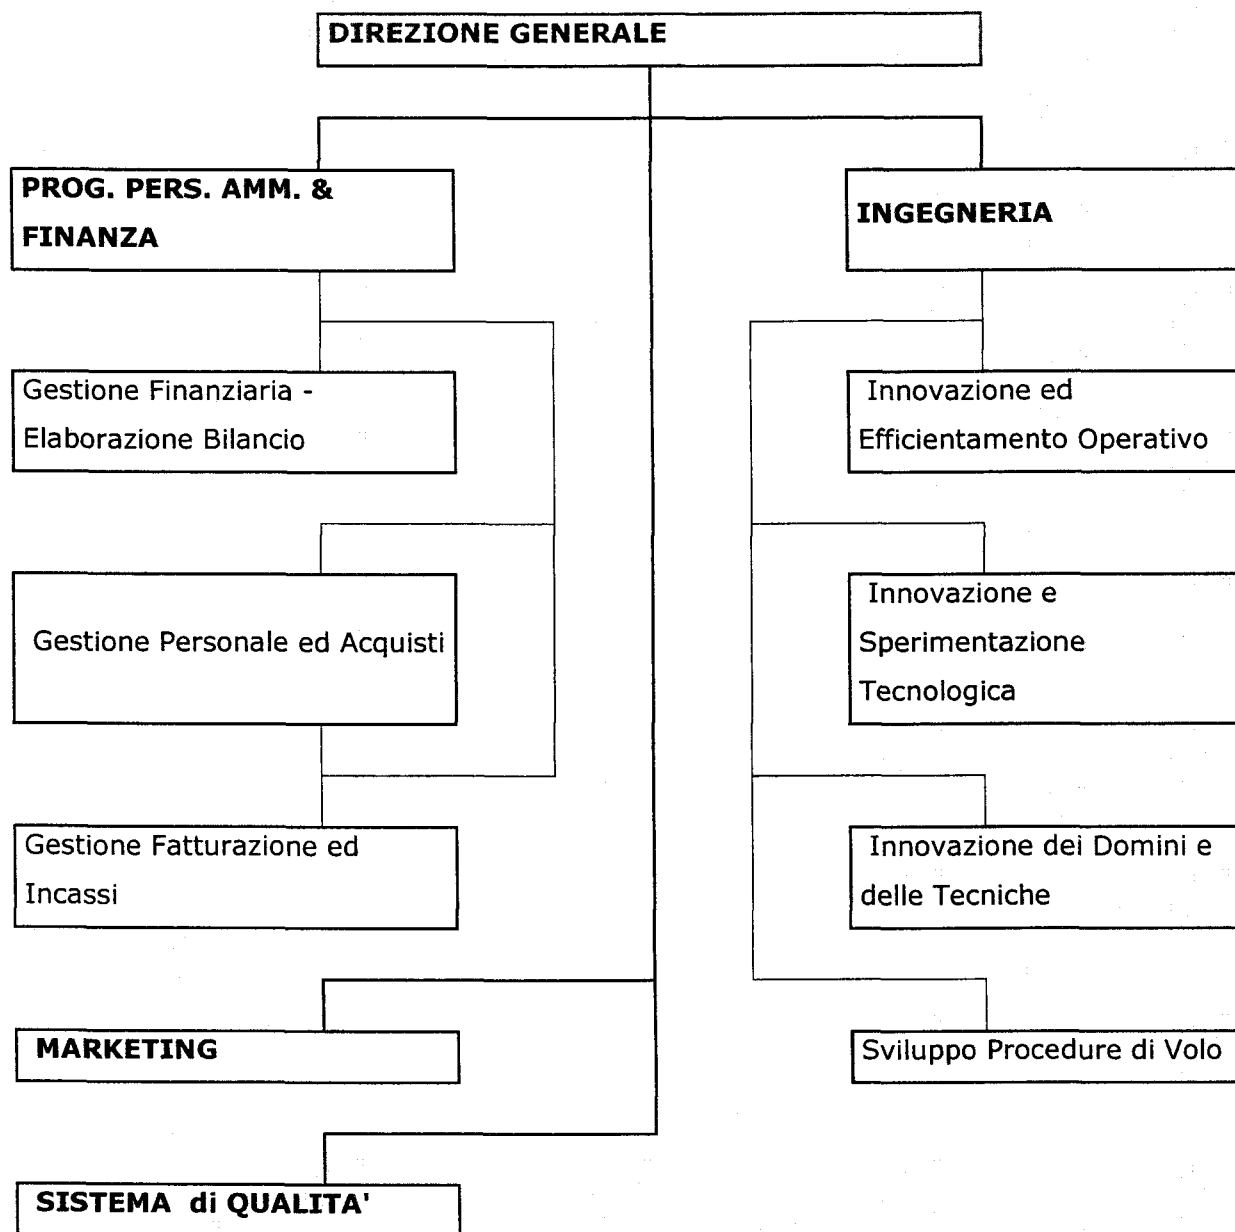 DIREZIONE GENERALE
PROG. PERS. AMM. &
FINANZA
INGEGNERIA
Gestione Finanziaria -
Elaborazione Bilancio
Innovazione ed
Efficientamento Operativo
Gestione Personale ed Acquisti
Innovazione e
Sperimentazione
Tecnologica
Gestione Fatturazione ed
Incassi
Innovazione dei Domini e
delle Tecniche
MARKETING
Sviluppo Procedure di Volo
SISTEMA di QUALITA'